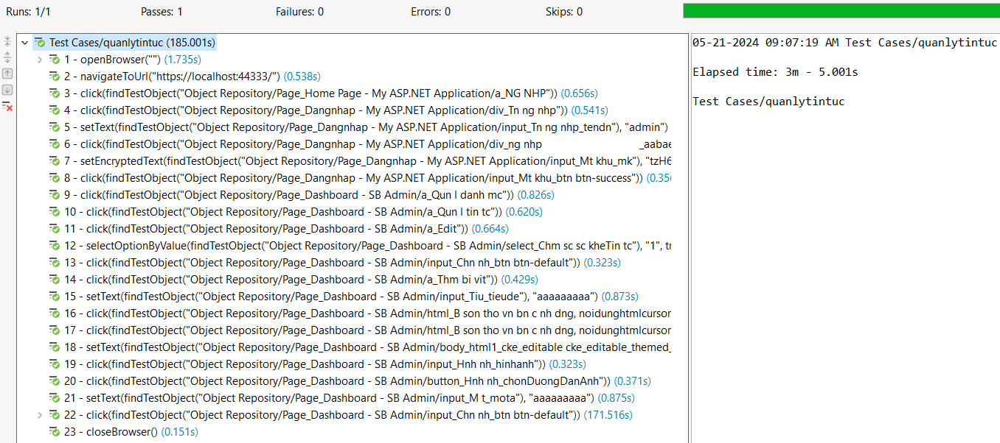 Runs: 1/1 Passes: 1 Failures: 0 Errors: 0 Skips: 0
Test Cases/quanlytintuc (185.001s)
1 - openBrowser("") (1.735s)
2 - navigateToUrl("https://localhost:44333/") (0.538s)
3 - click(findTestObject("Object Repository/Page_Home Page - My ASP.NET Application/a_NG NHP")) (0.656s)
4 - click(findTestObject("Object Repository/Page_Dangnhap - My ASP.NET Application/div_Tn ng nhp")) (0.541s)
5 - setText(findTestObject("Object Repository/Page_Dangnhap - My ASP.NET Application/input_Tn ng nhp_tendn"), "admin")
6 - click(findTestObject("Object Repository/Page_Dangnhap - My ASP.NET Application/div_ng nhp _aabae
7 - setEncryptedText(findTestObject("Object Repository/Page_Dangnhap - My ASP.NET Application/input_Mt khu_mk"), "tzH6
8 - click(findTestObject("Object Repository/Page_Dangnhap - My ASP.NET Application/input_Mt khu_btn btn-success")) (0.356
9 - click(findTestObject("Object Repository/Page_Dashboard - SB Admin/a_Qun l danh mc")) (0.826s)
10 - click(findTestObject("Object Repository/Page_Dashboard - SB Admin/a_Qun l tin tc")) (0.620s)
11 - click(findTestObject("Object Repository/Page_Dashboard - SB Admin/a_Edit")) (0.664s)
12 - selectOptionByValue(findTestObject("Object Repository/Page_Dashboard - SB Admin/select_Chm sc sc kheTin tc"), "1", tr
13 - click(findTestObject("Object Repository/Page_Dashboard - SB Admin/input_Chn nh_btn btn-default")) (0.323s)
14 - click(findTestObject("Object Repository/Page_Dashboard - SB Admin/a_Thm bi vit")) (0.429s)
15 - setText(findTestObject("Object Repository/Page_Dashboard - SB Admin/input_Tiu_tieude"), "aaaaaaaaa") (0.873s)
16 - click(findTestObject("Object Repository/Page_Dashboard - SB Admin/html_B son tho vn bn c nh dng, noidunghtmlcursor
17 - click(findTestObject("Object Repository/Page_Dashboard - SB Admin/html_B son tho vn bn c nh dng, noidunghtmlcursor
18 - setText(findTestObject("Object Repository/Page_Dashboard - SB Admin/body_html1_cke_editable cke_editable_themed_
19 - click(findTestObject("Object Repository/Page_Dashboard - SB Admin/input_Hnh nh_hinhanh")) (0.323s)
20 - click(findTestObject("Object Repository/Page_Dashboard - SB Admin/button_Hnh nh_chonDuongDanAnh")) (0.371s)
21 - setText(findTestObject("Object Repository/Page_Dashboard - SB Admin/input_M t_mota"), "aaaaaaaaa") (0.875s)
22 - click(findTestObject("Object Repository/Page_Dashboard - SB Admin/input_Chn nh_btn btn-default")) (171.516s)
23 - closeBrowser() (0.151s)
05-21-2024 09:07:19 AM Test Cases/quanlytintuc
Elapsed time: 3m - 5.001s
Test Cases/quanlytintuc